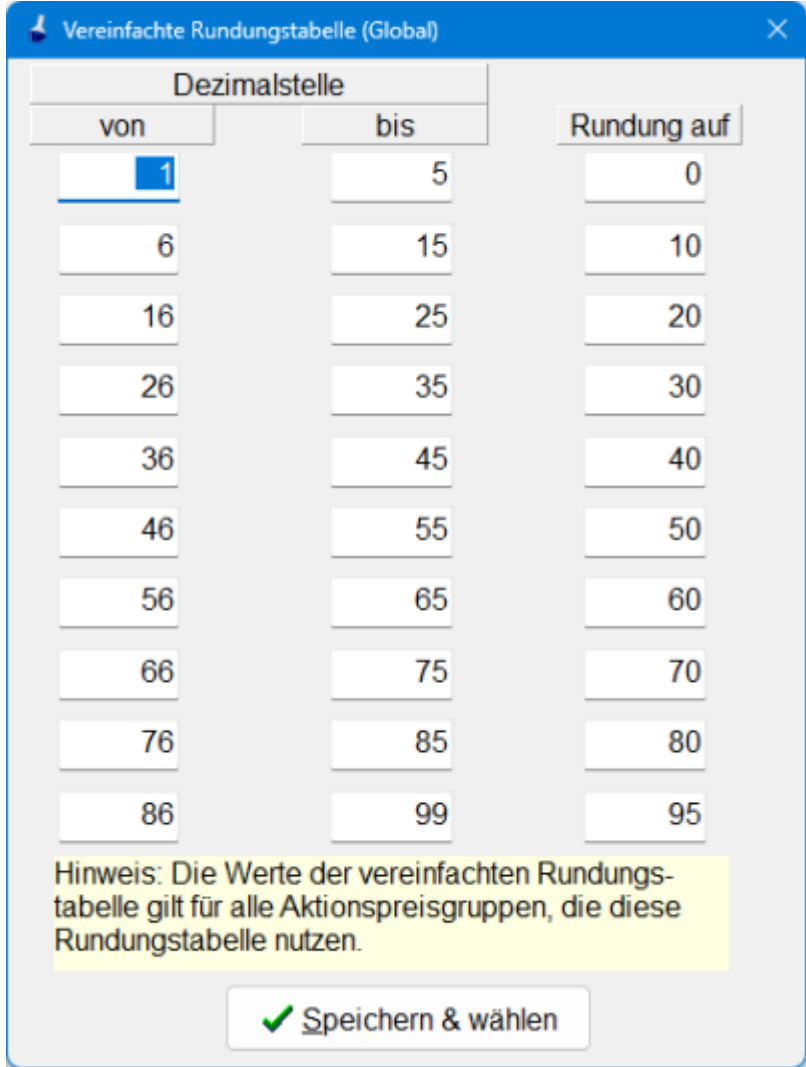 Vereinfachte Rundungstabelle (Global)
Dezimalstelle
von bis Rundung auf
1 5 0
6 15 10
16 25 20
26 35 30
36 45 40
46 55 50
56 65 60
66 75 70
76 85 80
86 99 95
Hinweis: Die Werte der vereinfachten Rundungs-
tabelle gilt für alle Aktionspreisgruppen, die diese
Rundungstabelle nutzen.
Speichern & wählen